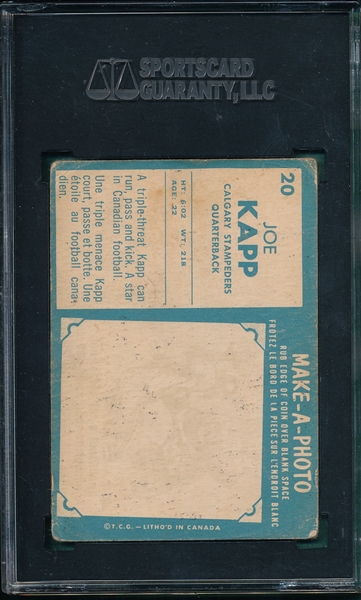 SPORTSCARD
GUARANTY, LLC
20
JOE
KAPP
CALGARY STAMPEDERS
QUARTERBACK
HT: 6:02 WT: 218
AGE: 22
A triple-threat Kapp can
run, pass and kick. A star
in Canadian football.
Une triple menace Kapp
court, passe et botte. Une
étoile au football cana-
dien.
MAKE-A-PHOTO
RUB EDGE OF COIN OVER BLANK SPACE
FROTEZ LE BORD DE LA PIECE SUR L'ENDROIT BLANC
© T.C.G. — LITHO'D IN CANADA